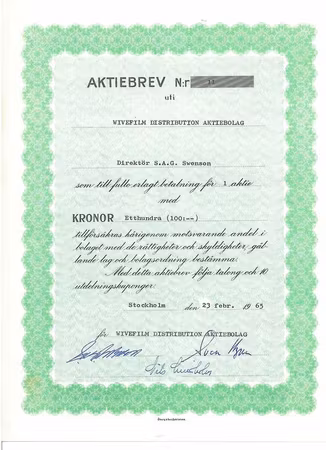 AKTIEBREV N:r 11
uti
WIVEFILM DISTRIBUTION AKTIEBOLAG
Direktör S.A.G. Swenson
som till fullo erlagt betalning för 1 aktie
med
KRONOR Etthundra (100:--)
tillförsäkras härigenom motsvarande andel i
bolaget med de rättigheter och skyldigheter, gäl-
lande lag och bolagsordning bestämma.
Med detta aktiebrev följa talong och 10
utdelningskuponger.
Stockholm den 23 febr. 1965
för WIVEFILM DISTRIBUTION AKTIEBOLAG